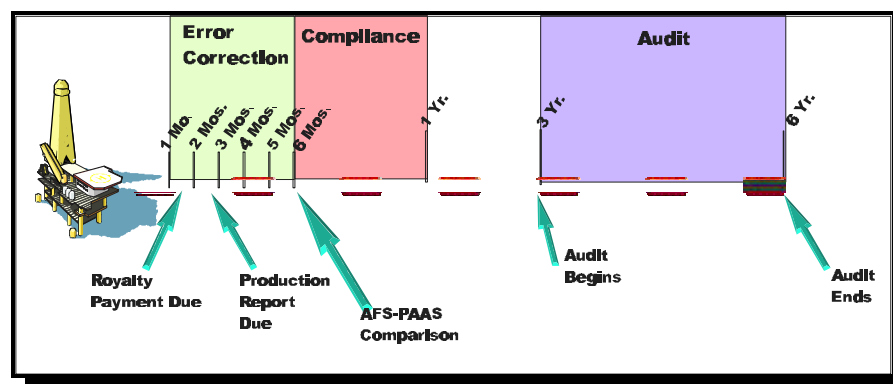 Error
Correction
Compliance
Audit
1 Mo.
2 Mos.
3 Mos.
4 Mos.
5 Mos.
6 Mos.
1 Yr.
3 Yr.
6 Yr.
Royalty
Payment Due
Production
Report
Due
AFS-PAAS
Comparison
Audit
Begins
Audit
Ends